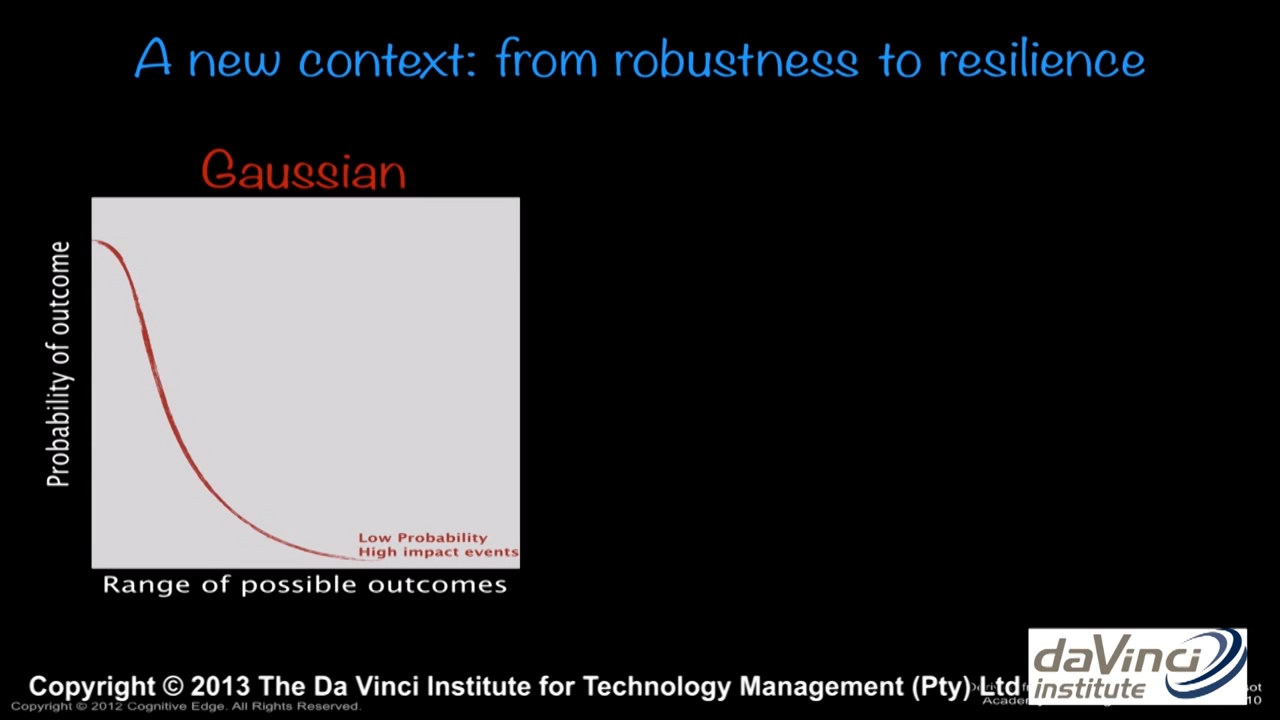 A new context: from robustness to resilience
Gaussian
Probability of outcome
Low Probability
High impact events
Range of possible outcomes
daVinci
institute
Copyright © 2013 The Da Vinci Institute for Technology Management (Pty) Ltd
Copyright © 2012 Cognitive Edge. All Rights Reserved.